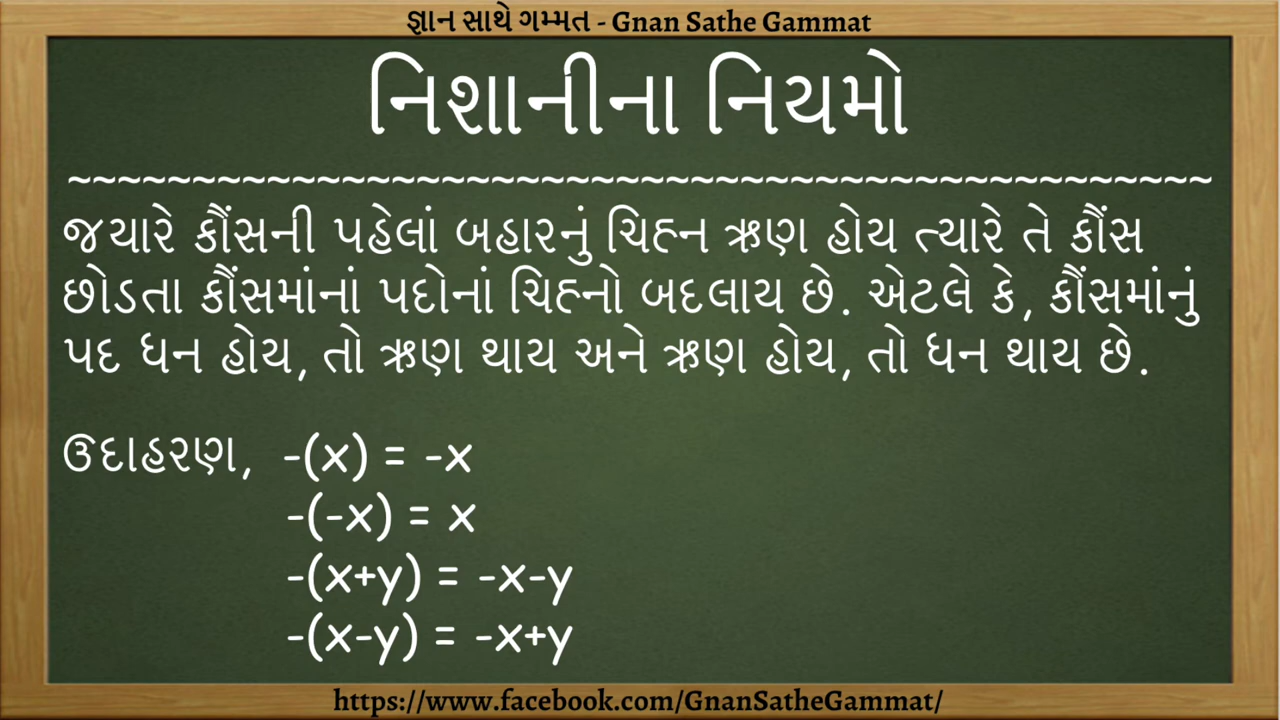 જ્ઞાન સાથે ગમ્મત - Gnan Sathe Gammat
નિશાનીના નિયમો
~~~~~~~~~~~~~~~~~~~~~~~~~~~~~~~~~~~~~~~~~~~~~~
જયારે કૌંસની પહેલાં બહારનું ચિહ્ન ઋણ હોય ત્યારે તે કૌંસ
છોડતા કૌંસમાંનાં પદોનાં ચિહ્નો બદલાય છે. એટલે કે, કૌંસમાંનું
પદ ધન હોય, તો ઋણ થાય અને ઋણ હોય, તો ધન થાય છે.
ઉદાહરણ, -(x) = -x
-(-x) = x
-(x+y) = -x-y
-(x-y) = -x+y
https://www.facebook.com/GnanSatheGammat/